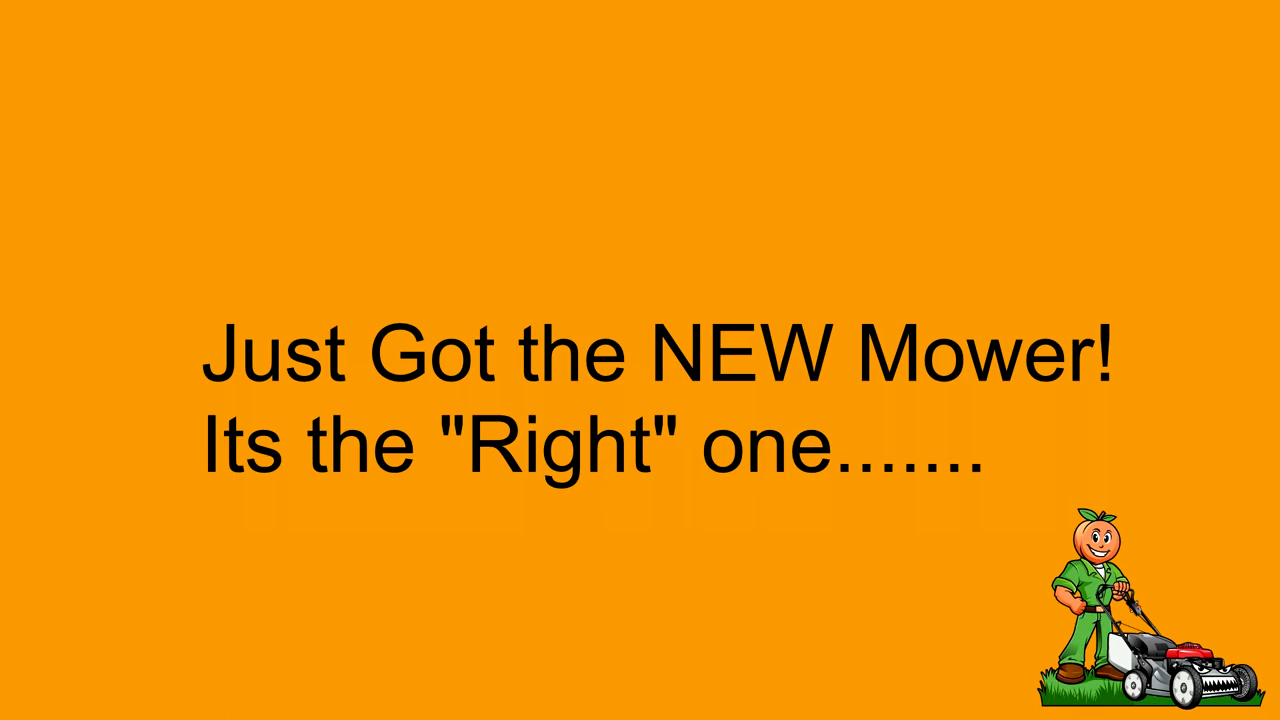 Just Got the NEW Mower!
Its the "Right" one.......